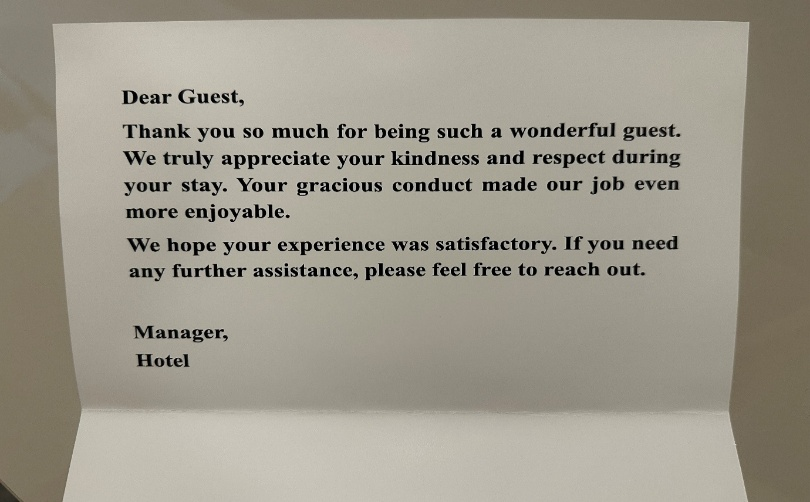 Dear Guest,
Thank you so much for being such a wonderful guest.
We truly appreciate your kindness and respect during
your stay. Your gracious conduct made our job even
more enjoyable.
We hope your experience was satisfactory. If you need
any further assistance, please feel free to reach out.
Manager,
Hotel